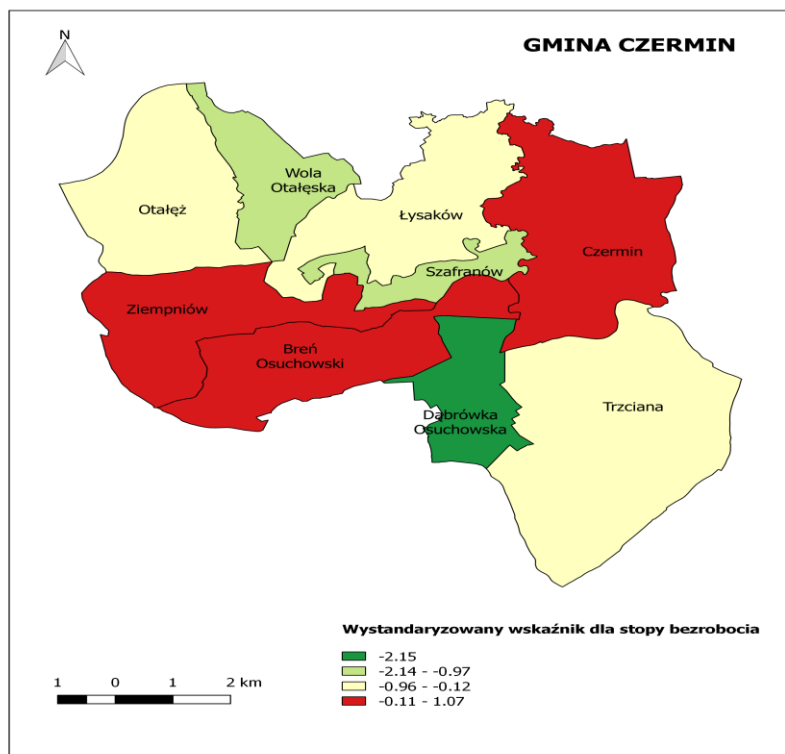 N
GMINA CZERMIN
Wola
Otałęska
Otałęż
Łysaków
Czermin
Szafranów
Ziempniów
Breń
Osuchowski
Trzciana
Dąbrówka
Osuchowska
Wystandaryzowany wskaźnik dla stopy bezrobocia
-2.15
-2.14 - -0.97
-0.96 - -0.12
-0.11 - 1.07
1 0 1 2 km